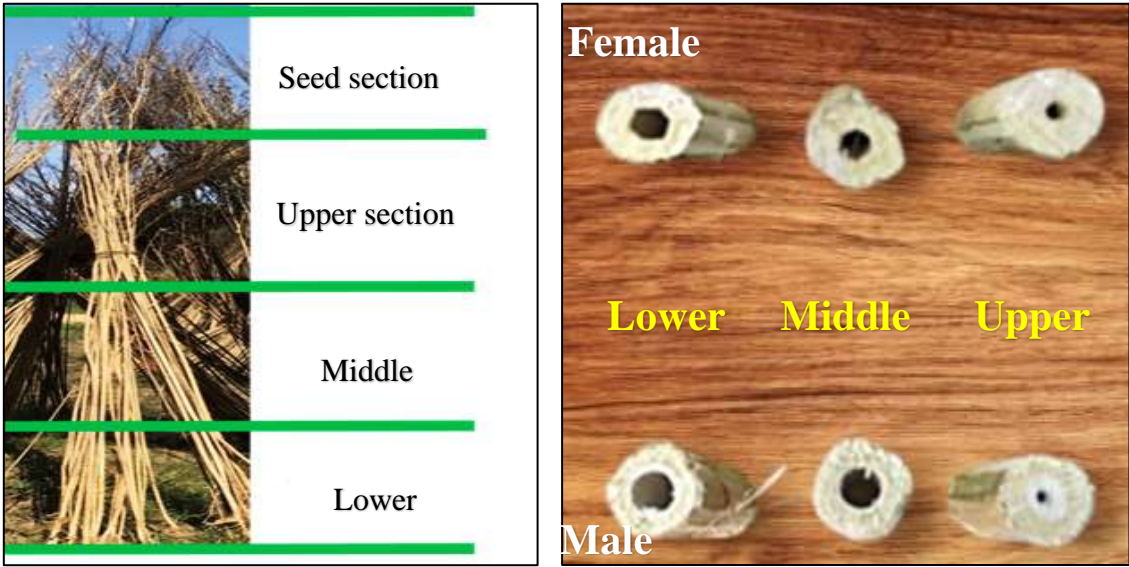 Seed section
Upper section
Middle
Lower
Female
Lower Middle Upper
Male